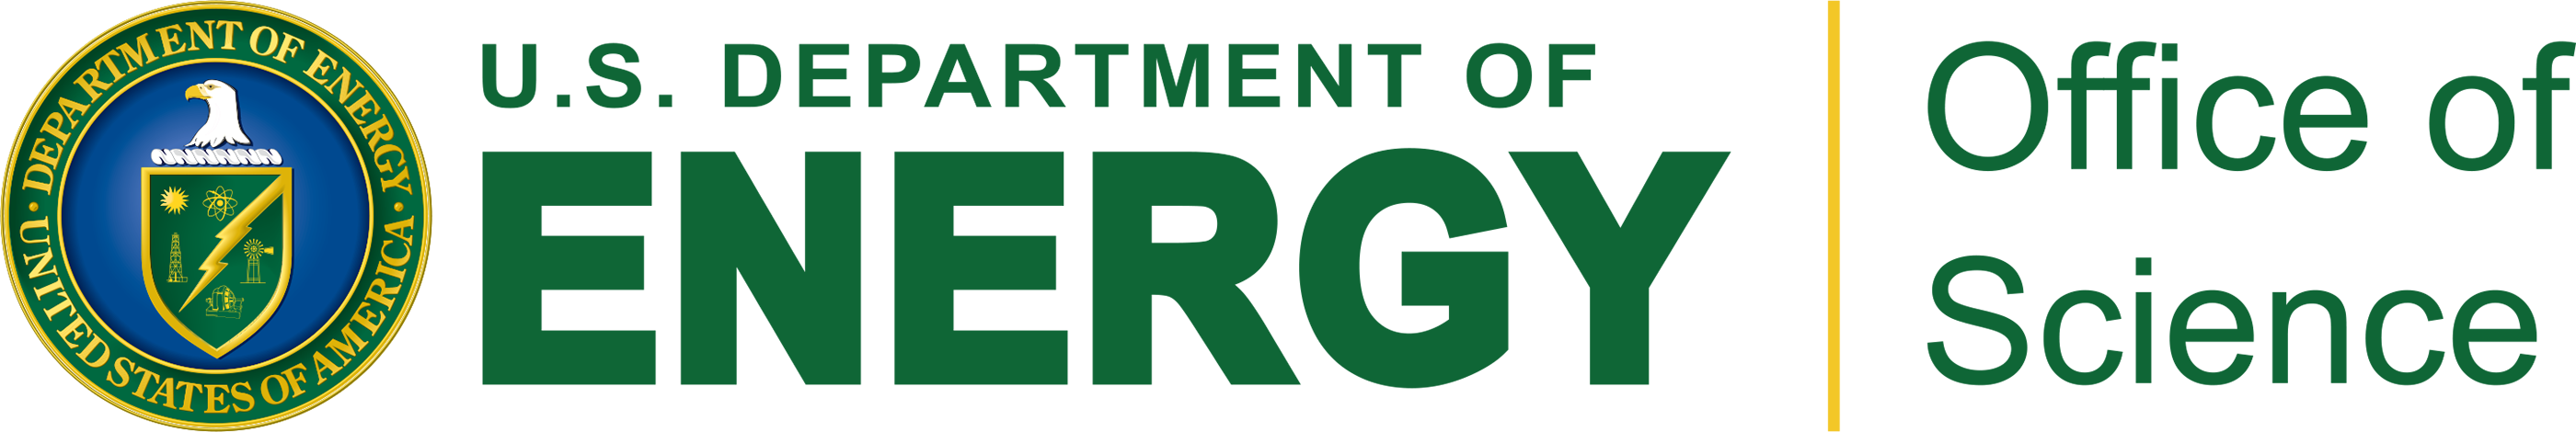 DEPARTMENT OF ENERGY
UNITED STATES OF AMERICA
U.S. DEPARTMENT OF
ENERGY
Office of
Science